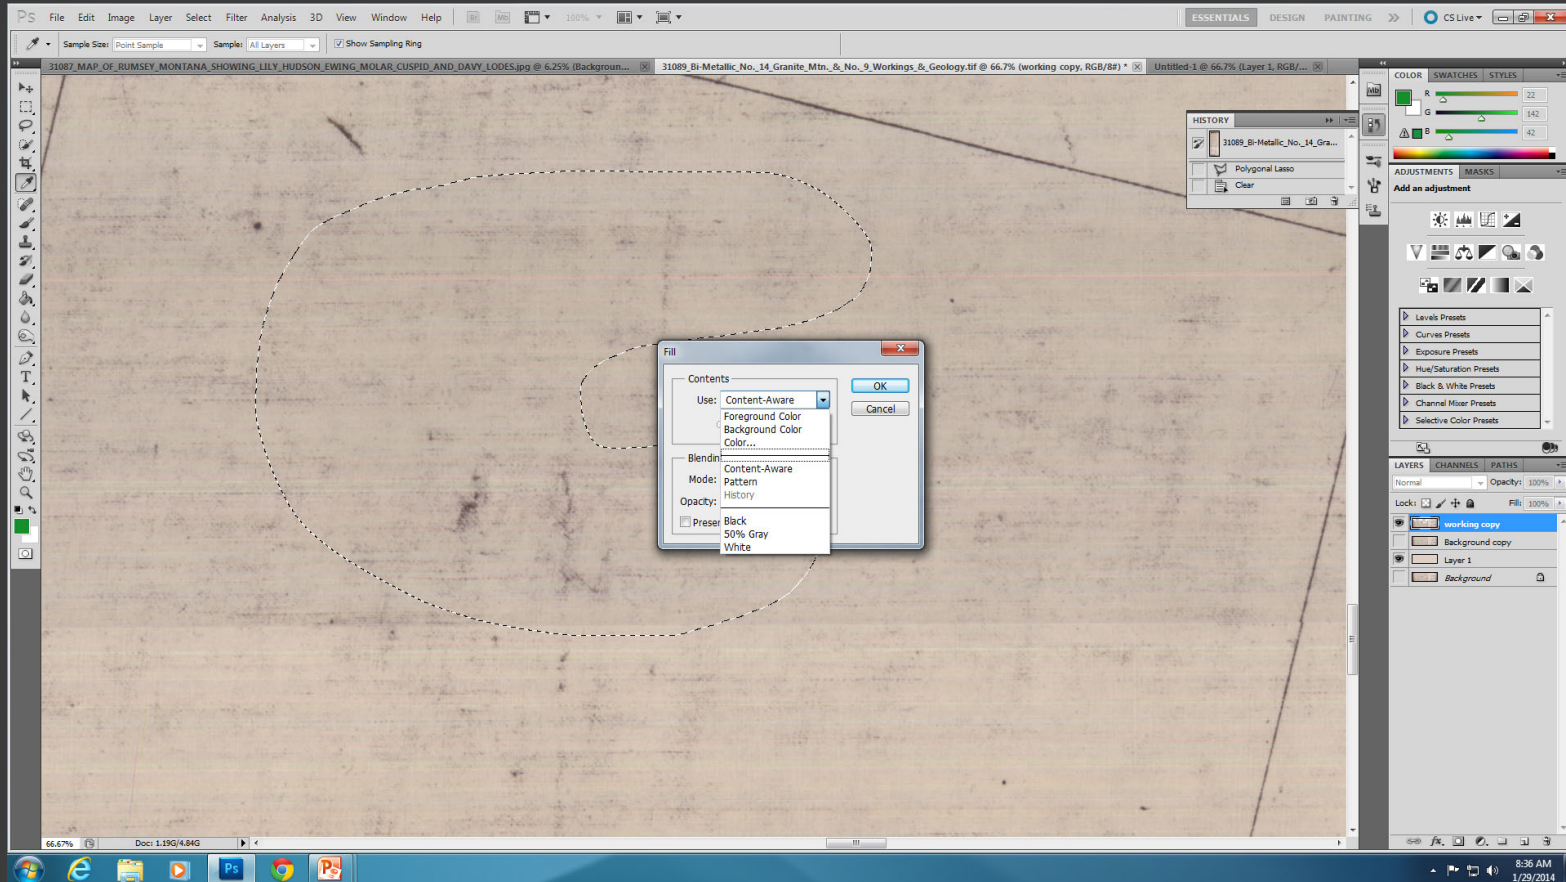 Ps File Edit Image Layer Select Filter Analysis 3D View Window Help Br Mb 100% ESSENTIALS DESIGN PAINTING CS Live
Sample Size: Point Sample Sample: All Layers Show Sampling Ring
31087_MAP_OF_RUMSEY_MONTANA_SHOWING_LILY_HUDSON_EWING_MOLAR_CUSPID_AND_DAVY_LODES.jpg @ 6.25% (Backgroun... 31089_Bi-Metallic_No._14_Granite_Mtn._&_No._9_Workings_&_Geology.tif @ 66.7% (working copy, RGB/8#) * Untitled-1 @ 66.7% (Layer 1, RGB/...
COLOR SWATCHES STYLES
R 22
G 142
B 42
HISTORY
31089_Bi-Metallic_No._14_Gra...
Polygonal Lasso
Clear
Mb
ADJUSTMENTS MASKS
Add an adjustment
Levels Presets
Curves Presets
Exposure Presets
Hue/Saturation Presets
Black & White Presets
Channel Mixer Presets
Selective Color Presets
Fill
Contents
Use: Content-Aware
OK
Cancel
Foreground Color
Background Color
Color...
Content-Aware
Pattern
History
Black
50% Gray
White
Blendin
Mode:
Opacity:
Preser
LAYERS CHANNELS PATHS
Normal Opacity: 100%
Lock: Fill: 100%
working copy
Background copy
Layer 1
Background
fx
66.67% Doc: 1.19G/4.84G
Ps
8:36 AM
1/29/2014